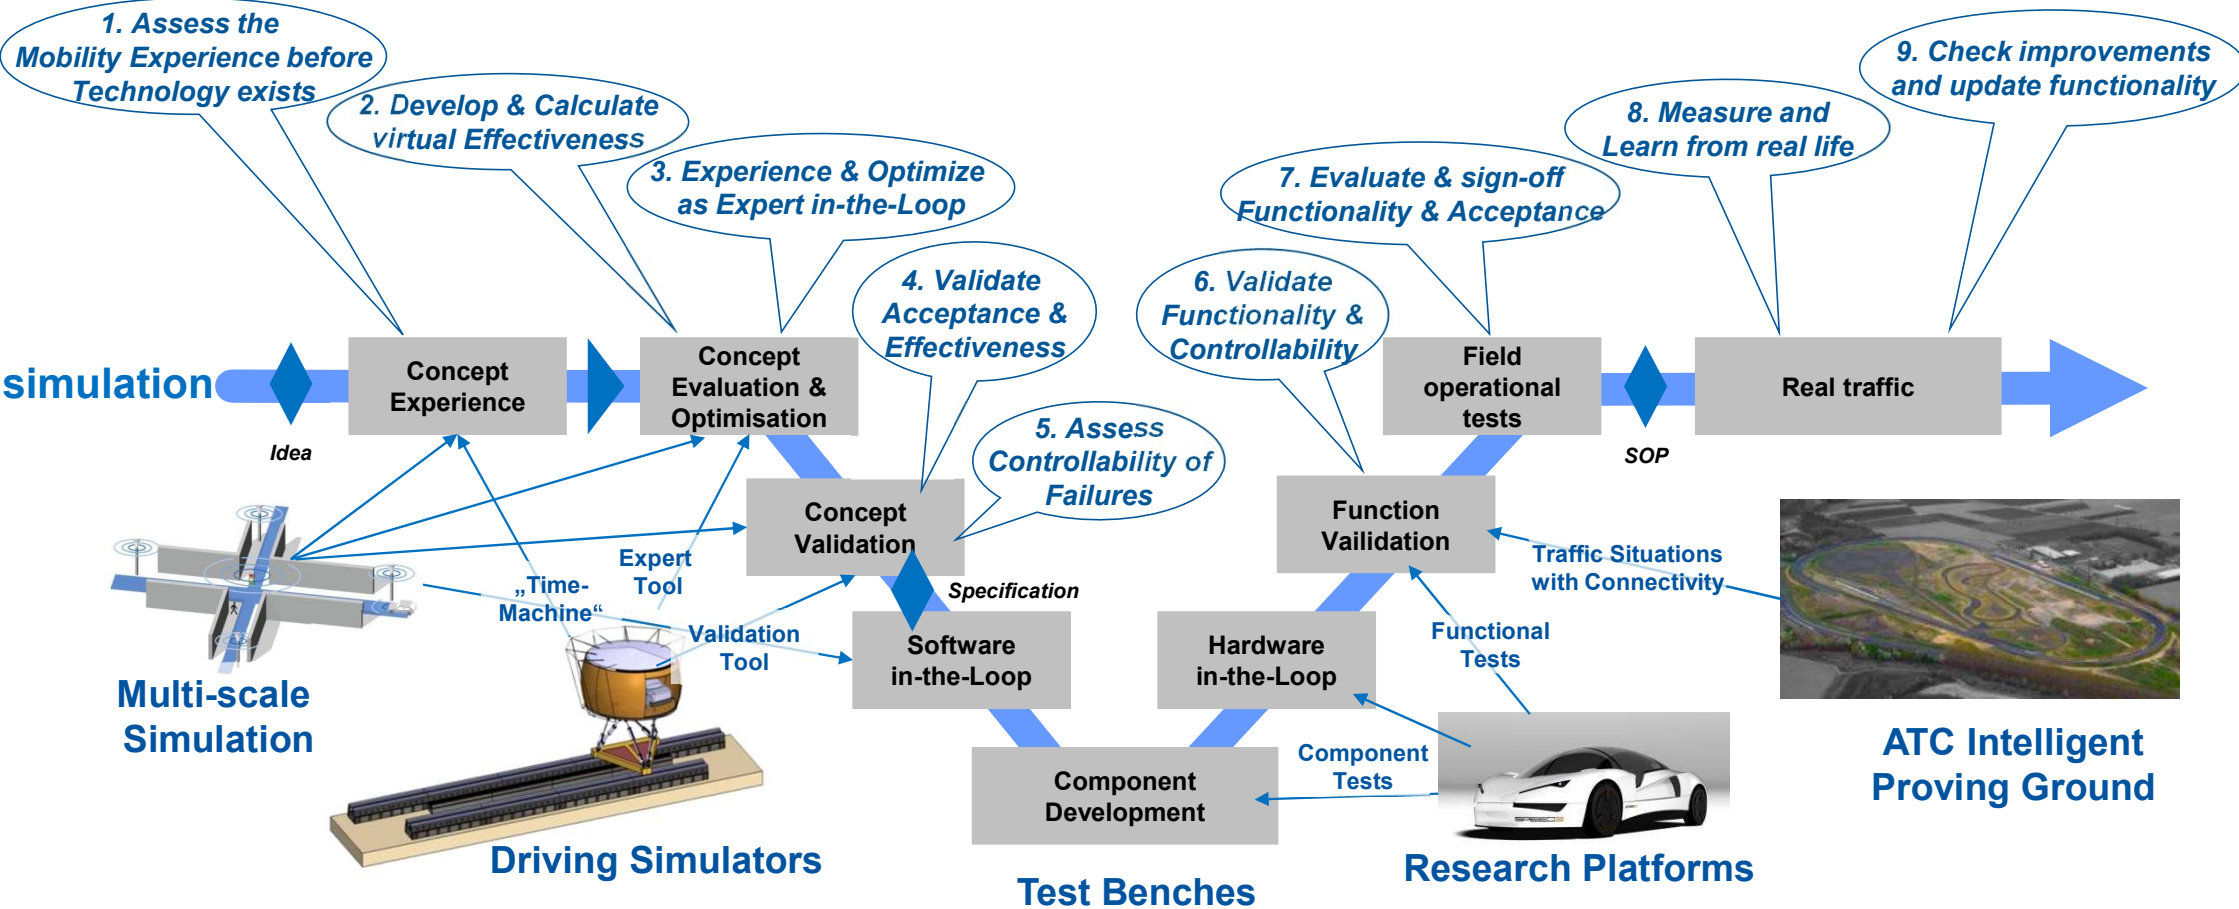 1. Assess the
Mobility Experience before
Technology exists
2. Develop & Calculate
virtual Effectiveness
3. Experience & Optimize
as Expert in-the-Loop
4. Validate
Acceptance &
Effectiveness
5. Assess
Controllability of
Failures
6. Validate
Functionality &
Controllability
7. Evaluate & sign-off
Functionality & Acceptance
8. Measure and
Learn from real life
9. Check improvements
and update functionality
simulation
Idea
Concept
Experience
Concept
Evaluation &
Optimisation
Concept
Validation
Specification
Software
in-the-Loop
Component
Development
Hardware
in-the-Loop
Function
Vailidation
Field
operational
tests
SOP
Real traffic
Expert
Tool
„Time-
Machine“
Validation
Tool
Traffic Situations
with Connectivity
Functional
Tests
Component
Tests
Multi-scale
Simulation
Driving Simulators
Test Benches
Research Platforms
ATC Intelligent
Proving Ground